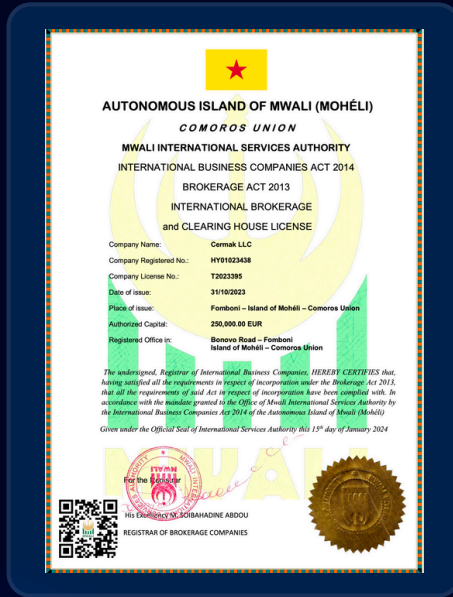 AUTONOMOUS ISLAND OF MWALI (MOHÉLI)
COMOROS UNION
MWALI INTERNATIONAL SERVICES AUTHORITY
INTERNATIONAL BUSINESS COMPANIES ACT 2014
BROKERAGE ACT 2013
INTERNATIONAL BROKERAGE
and CLEARING HOUSE LICENSE
Company Name: Cermak LLC
Company Registered No.: HY01023438
Company License No.: T2023395
Date of issue: 31/10/2023
Place of issue: Fomboni – Island of Mohéli – Comoros Union
Authorized Capital: 250,000.00 EUR
Registered Office in: Bonovo Road – Fomboni
Island of Mohéli – Comoros Union
The undersigned, Registrar of International Business Companies, HEREBY CERTIFIES that,
having satisfied all the requirements in respect of incorporation under the Brokerage Act 2013,
that all the requirements of said Act in respect of incorporation have been complied with. In
accordance with the mandate granted to the Office of Mwali International Services Authority by
the International Business Companies Act 2014 of the Autonomous Island of Mwali (Mohéli)
Given under the Official Seal of International Services Authority this 15th day of January 2024
MWALI
For the Registrar
His Excellency M. SOIBAHADINE ABDOU
REGISTRAR OF BROKERAGE COMPANIES